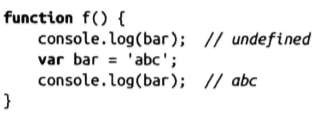 function f() {
    console.log(bar);  // undefined
    var bar = 'abc';
    console.log(bar);  // abc
}